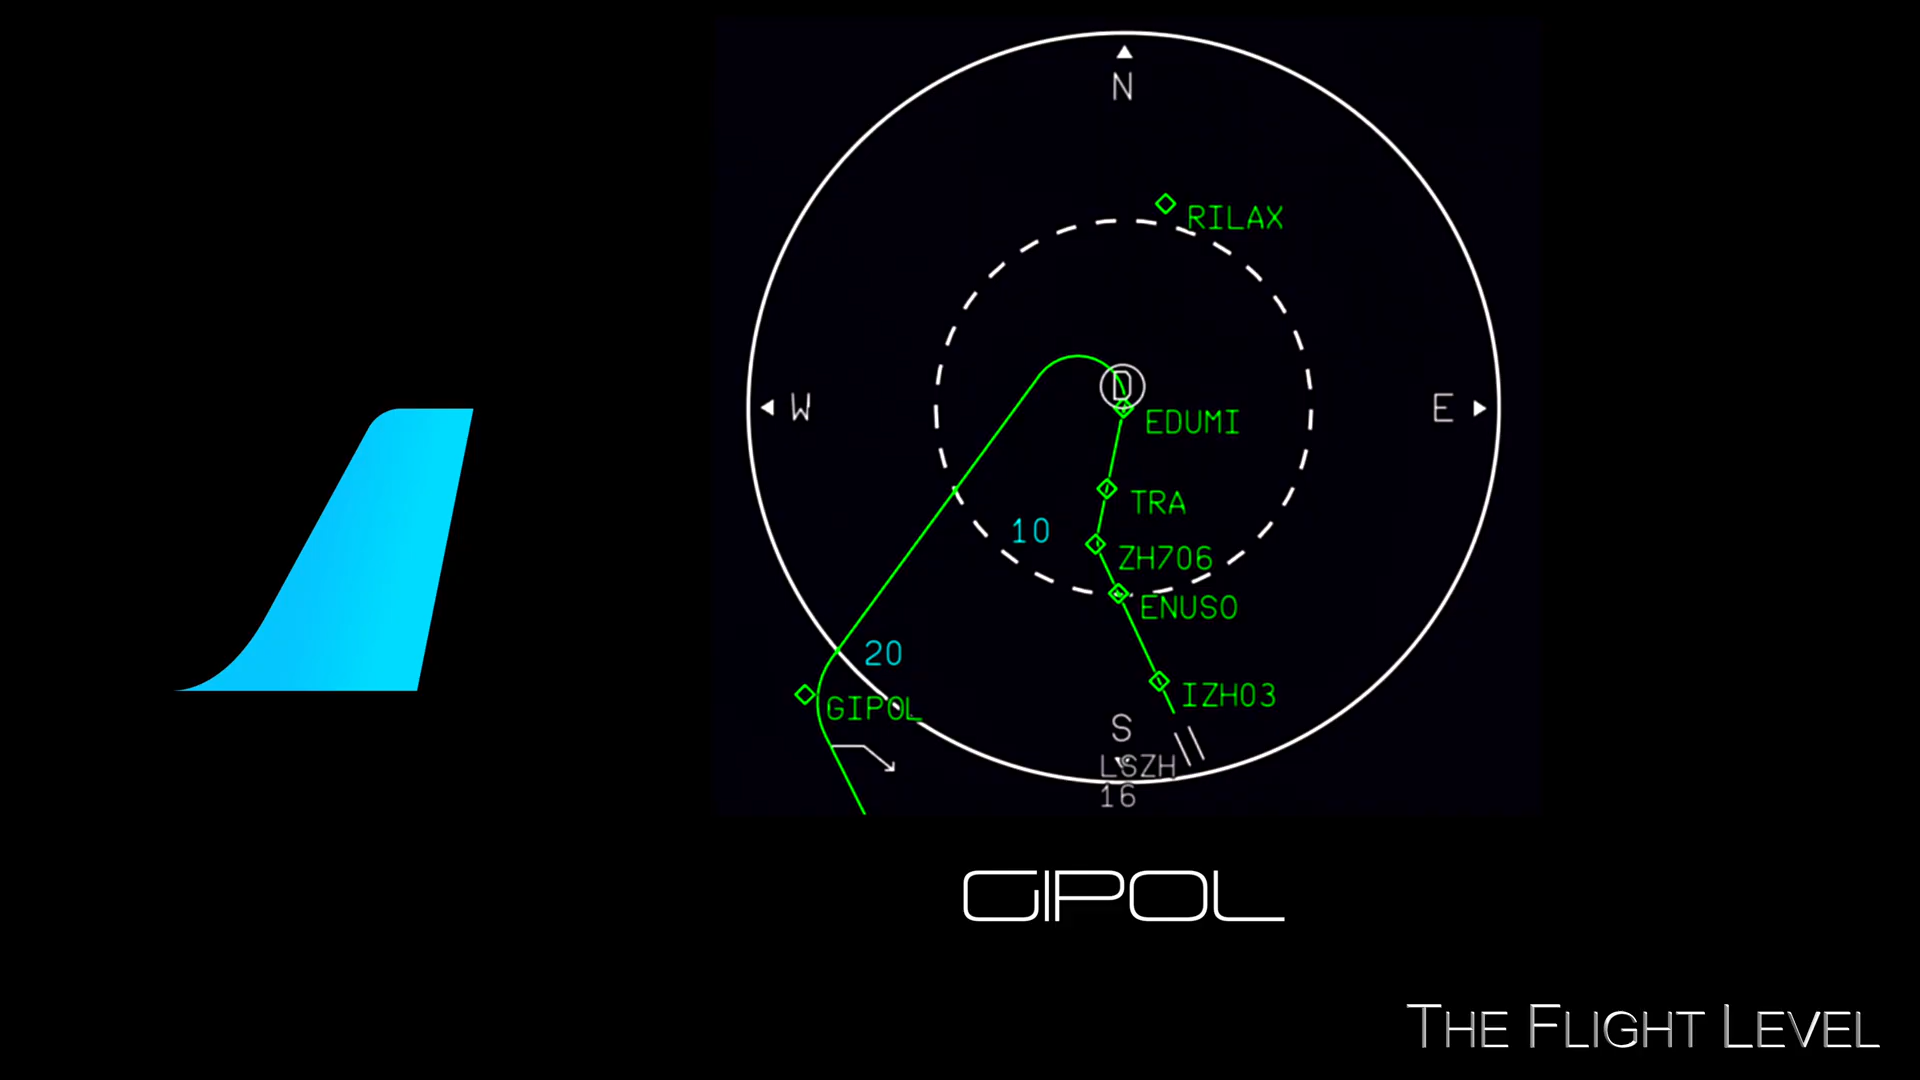 N
RILAX
W
E
D
EDUMI
TRA
10
ZH706
ENUSO
20
IZH03
GIPOL
S
LSZH
16
GIPOL
THE FLIGHT LEVEL